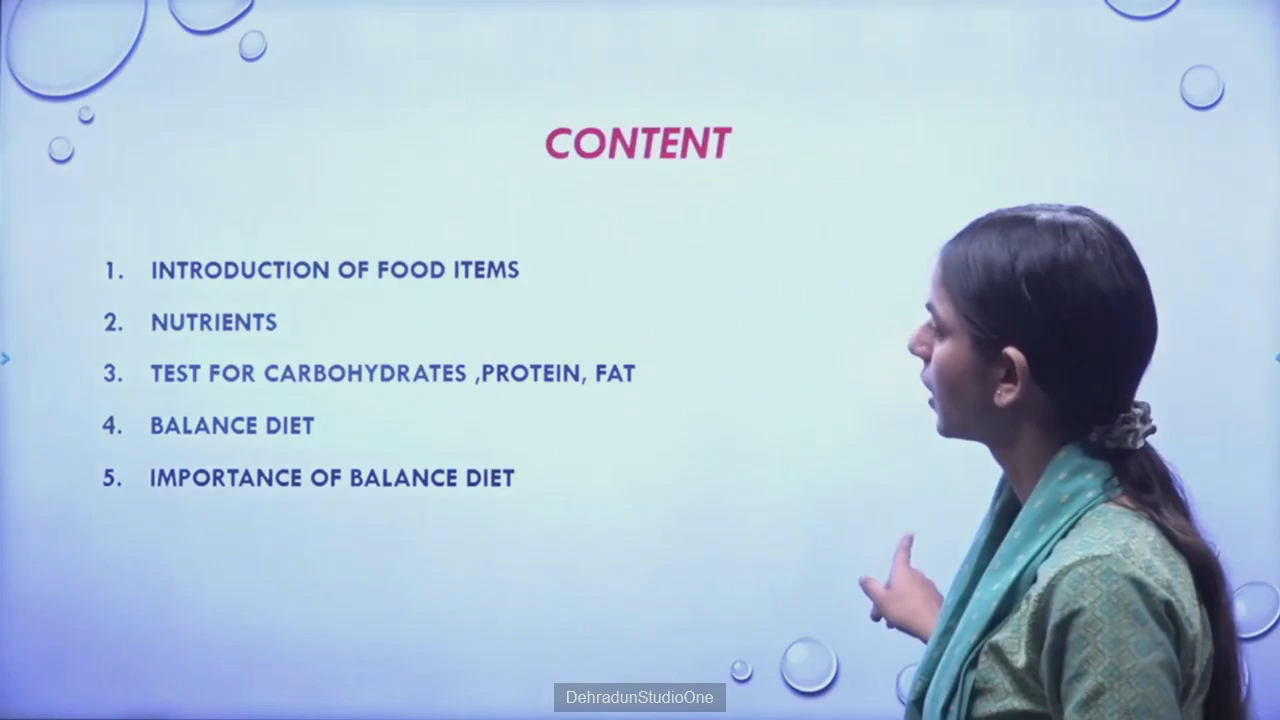 CONTENT
1. INTRODUCTION OF FOOD ITEMS
2. NUTRIENTS
3. TEST FOR CARBOHYDRATES ,PROTEIN, FAT
4. BALANCE DIET
5. IMPORTANCE OF BALANCE DIET
DehradunStudioOne